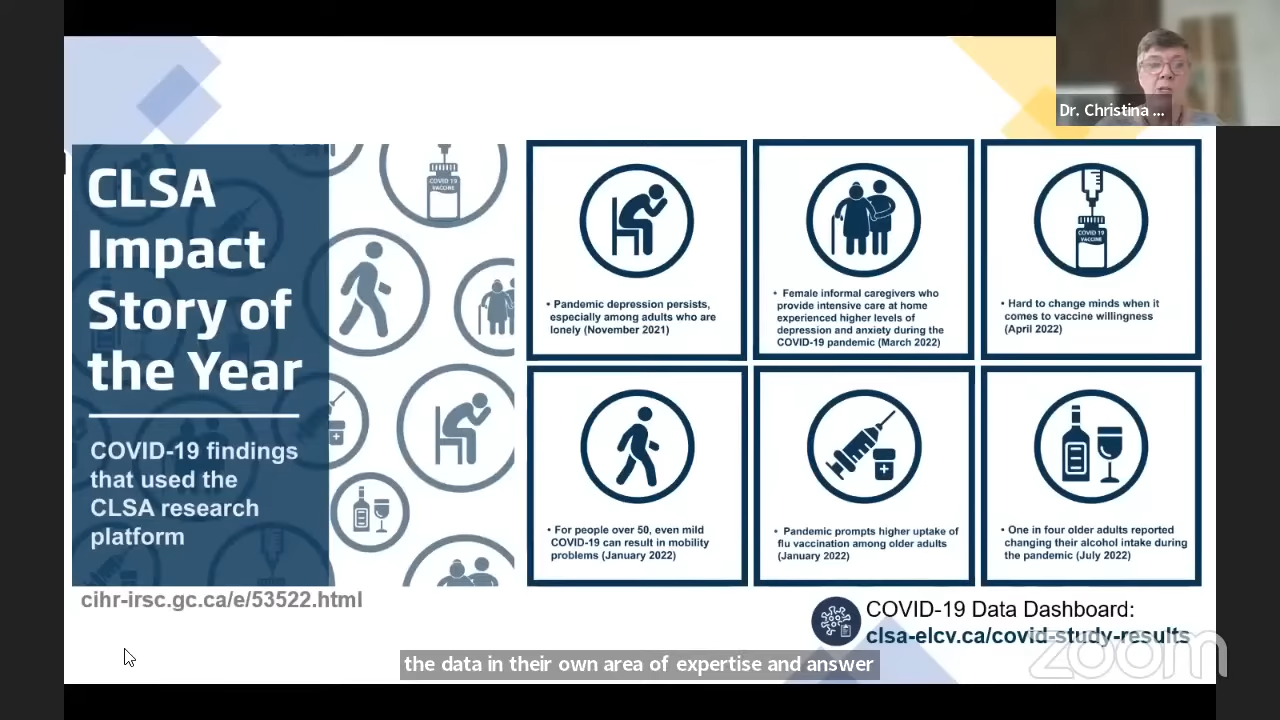 Dr. Christina ...
CLSA
Impact
Story of
the Year
COVID-19 findings
that used the
CLSA research
platform
COVID 19
VACCINE
• Pandemic depression persists,
especially among adults who are
lonely (November 2021)
• Female informal caregivers who
provide intensive care at home
experienced higher levels of
depression and anxiety during the
COVID-19 pandemic (March 2022)
COVID 19
VACCINE
• Hard to change minds when it
comes to vaccine willingness
(April 2022)
• For people over 50, even mild
COVID-19 can result in mobility
problems (January 2022)
• Pandemic prompts higher uptake of
flu vaccination among older adults
(January 2022)
• One in four older adults reported
changing their alcohol intake during
the pandemic (July 2022)
cihr-irsc.gc.ca/e/53522.html
COVID-19 Data Dashboard:
clsa-elcv.ca/covid-study-results
zoom
the data in their own area of expertise and answer